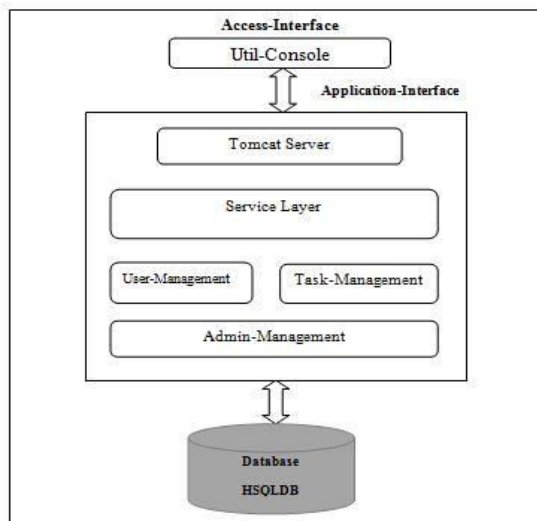 Access-Interface
Util-Console
Application-Interface
Tomcat Server
Service Layer
User-Management
Task-Management
Admin-Management
Database
HSQLDB